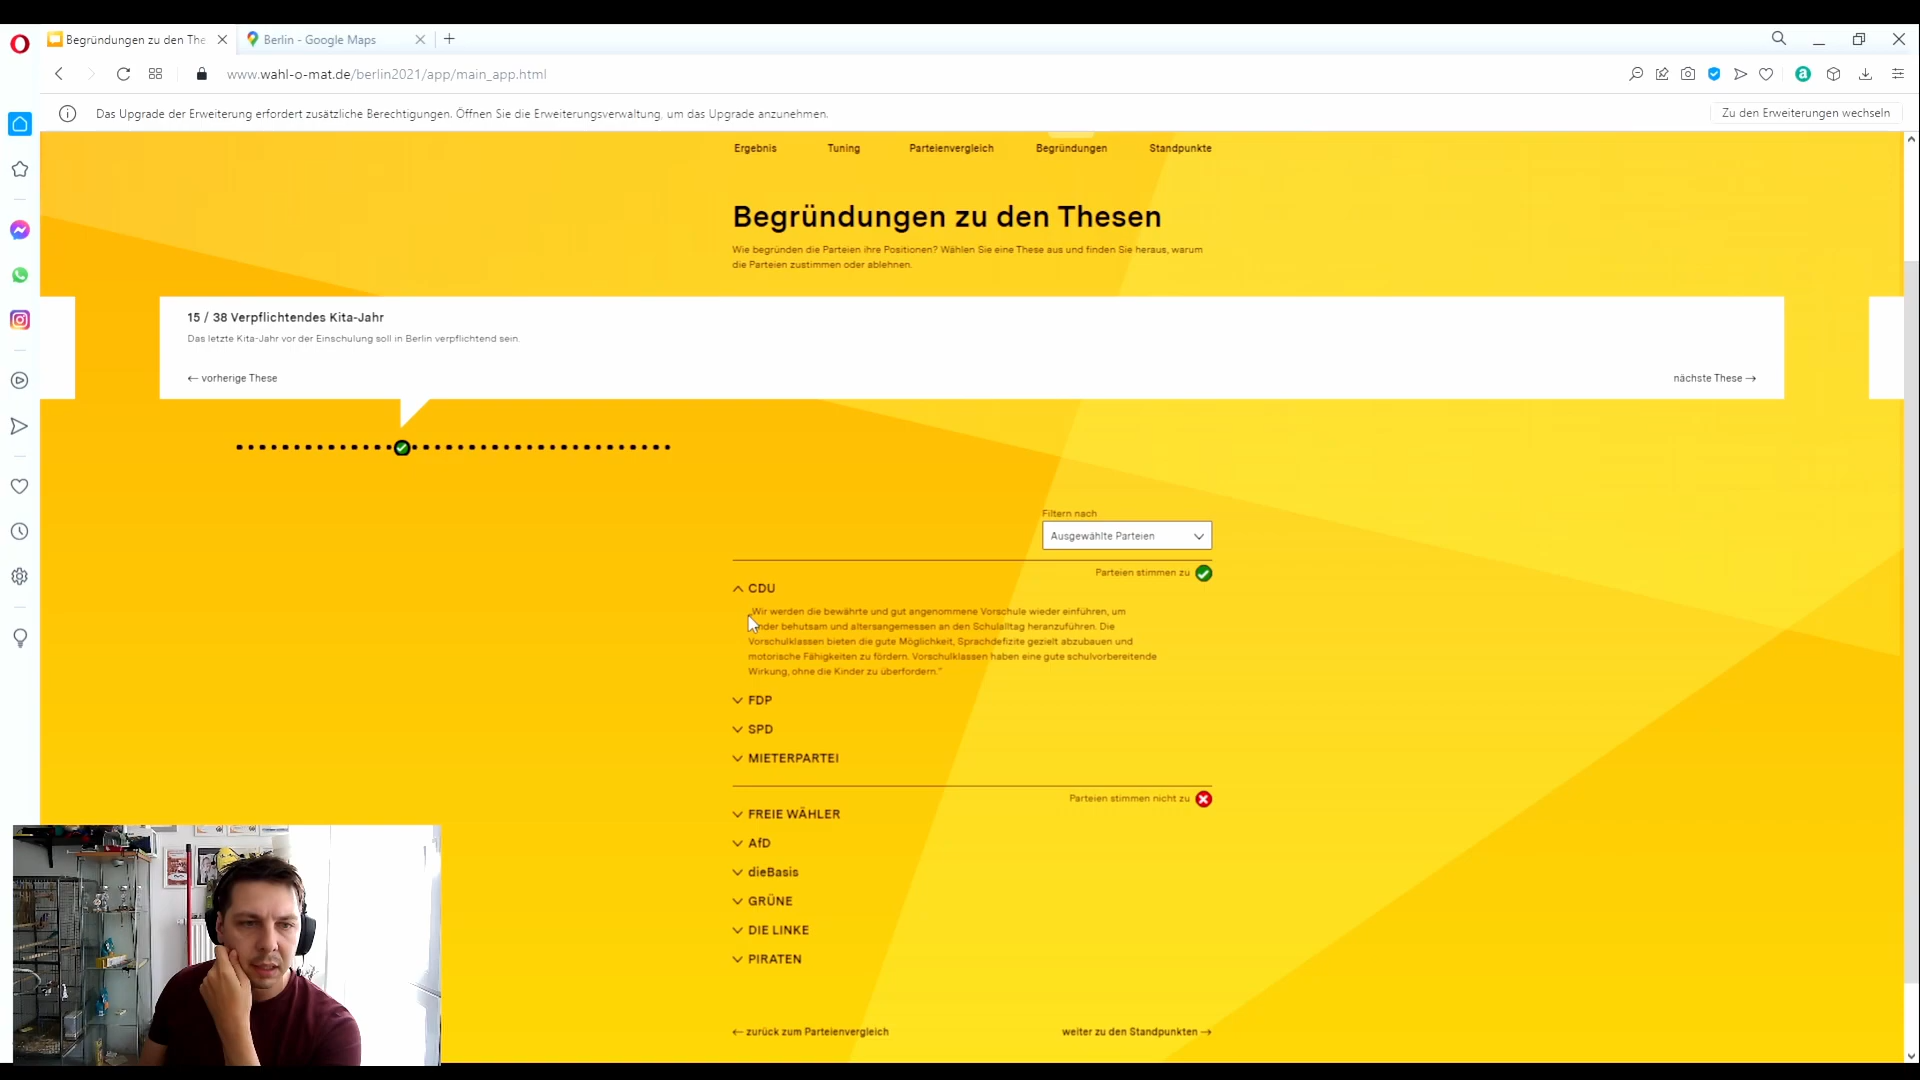 Begründungen zu den The
Berlin - Google Maps
www.wahl-o-mat.de/berlin2021/app/main_app.html
Das Upgrade der Erweiterung erfordert zusätzliche Berechtigungen. Öffnen Sie die Erweiterungsverwaltung, um das Upgrade anzunehmen.
Zu den Erweiterungen wechseln
Ergebnis Tuning Parteienvergleich Begründungen Standpunkte
Begründungen zu den Thesen
Wie begründen die Parteien ihre Positionen? Wählen Sie eine These aus und finden Sie heraus, warum
die Parteien zustimmen oder ablehnen.
15 / 38 Verpflichtendes Kita-Jahr
Das letzte Kita-Jahr vor der Einschulung soll in Berlin verpflichtend sein.
← vorherige These
nächste These →
Filtern nach
Ausgewählte Parteien
Parteien stimmen zu
CDU
„Wir werden die bewährte und gut angenommene Vorschule wieder einführen, um
behutsam und altersangemessen an den Schulalltag heranzuführen. Die
Vorschulklassen bieten die gute Möglichkeit, Sprachdefizite gezielt abzubauen und
motorische Fähigkeiten zu fördern. Vorschulklassen haben eine gute schulvorbereitende
Wirkung, ohne die Kinder zu überfordern."
FDP
SPD
MIETERPARTEI
Parteien stimmen nicht zu
FREIE WÄHLER
AfD
dieBasis
GRÜNE
DIE LINKE
PIRATEN
← zurück zum Parteienvergleich
weiter zu den Standpunkten →